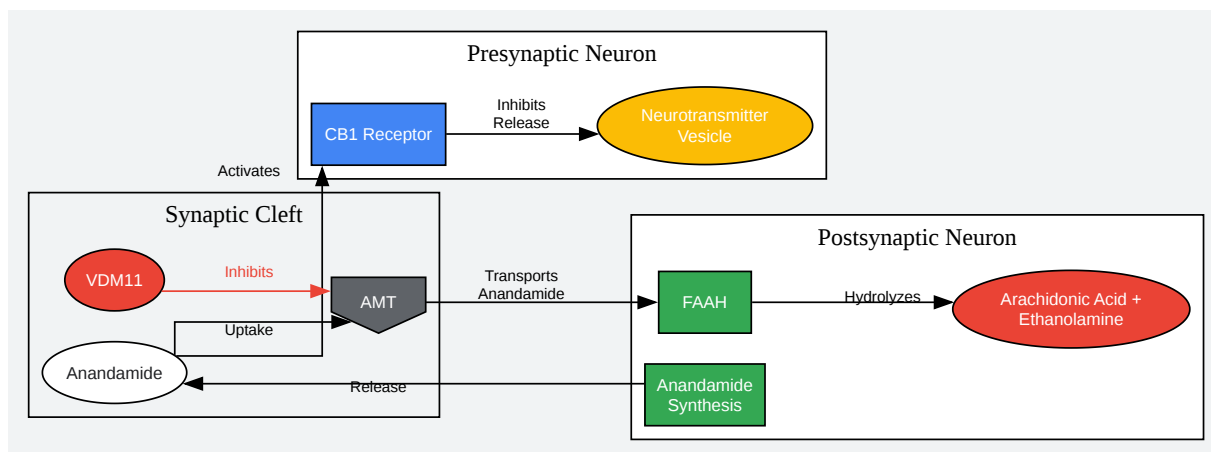 Presynaptic Neuron
CB1 Receptor
Inhibits
Release
Neurotransmitter
Vesicle
Activates
Synaptic Cleft
VDM11
Inhibits
AMT
Uptake
Anandamide
Transports
Anandamide
Release
Postsynaptic Neuron
FAAH
Hydrolyzes
Arachidonic Acid +
Ethanolamine
Anandamide
Synthesis